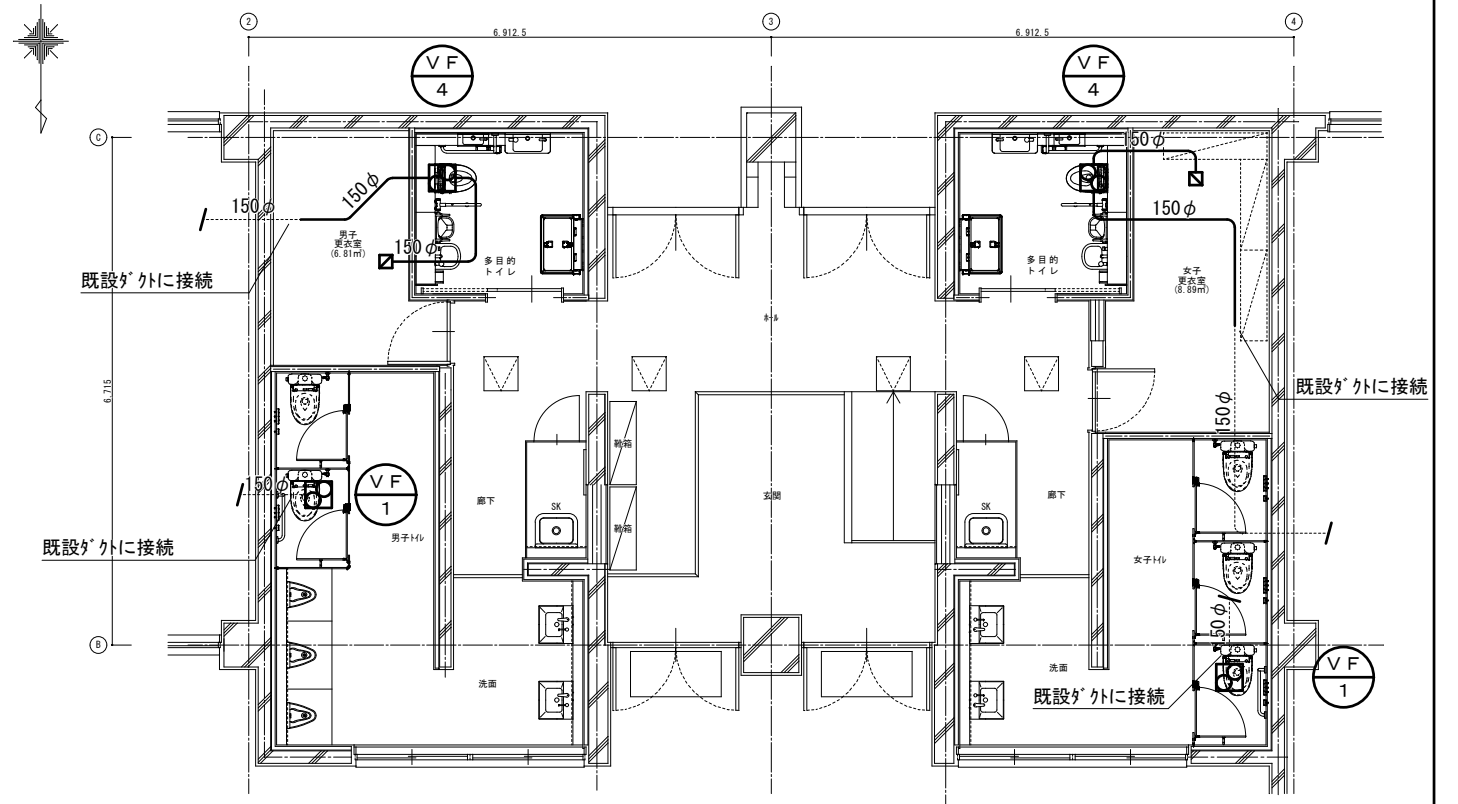 2
3
4
6.912.5
6.912.5
VF
4
VF
4
C
150φ
150φ
150φ
150φ
150φ
男子
更衣室
(6.81㎡)
多目的
トイレ
多目的
トイレ
女子
更衣室
(8.89㎡)
既設ダクトに接続
ホール
6.715
既設ダクトに接続
150φ
靴箱
150φ
VF
1
廊下
SK
靴箱
玄関
SK
廊下
男子トイレ
女子トイレ
既設ダクトに接続
150φ
B
洗面
洗面
既設ダクトに接続
VF
1